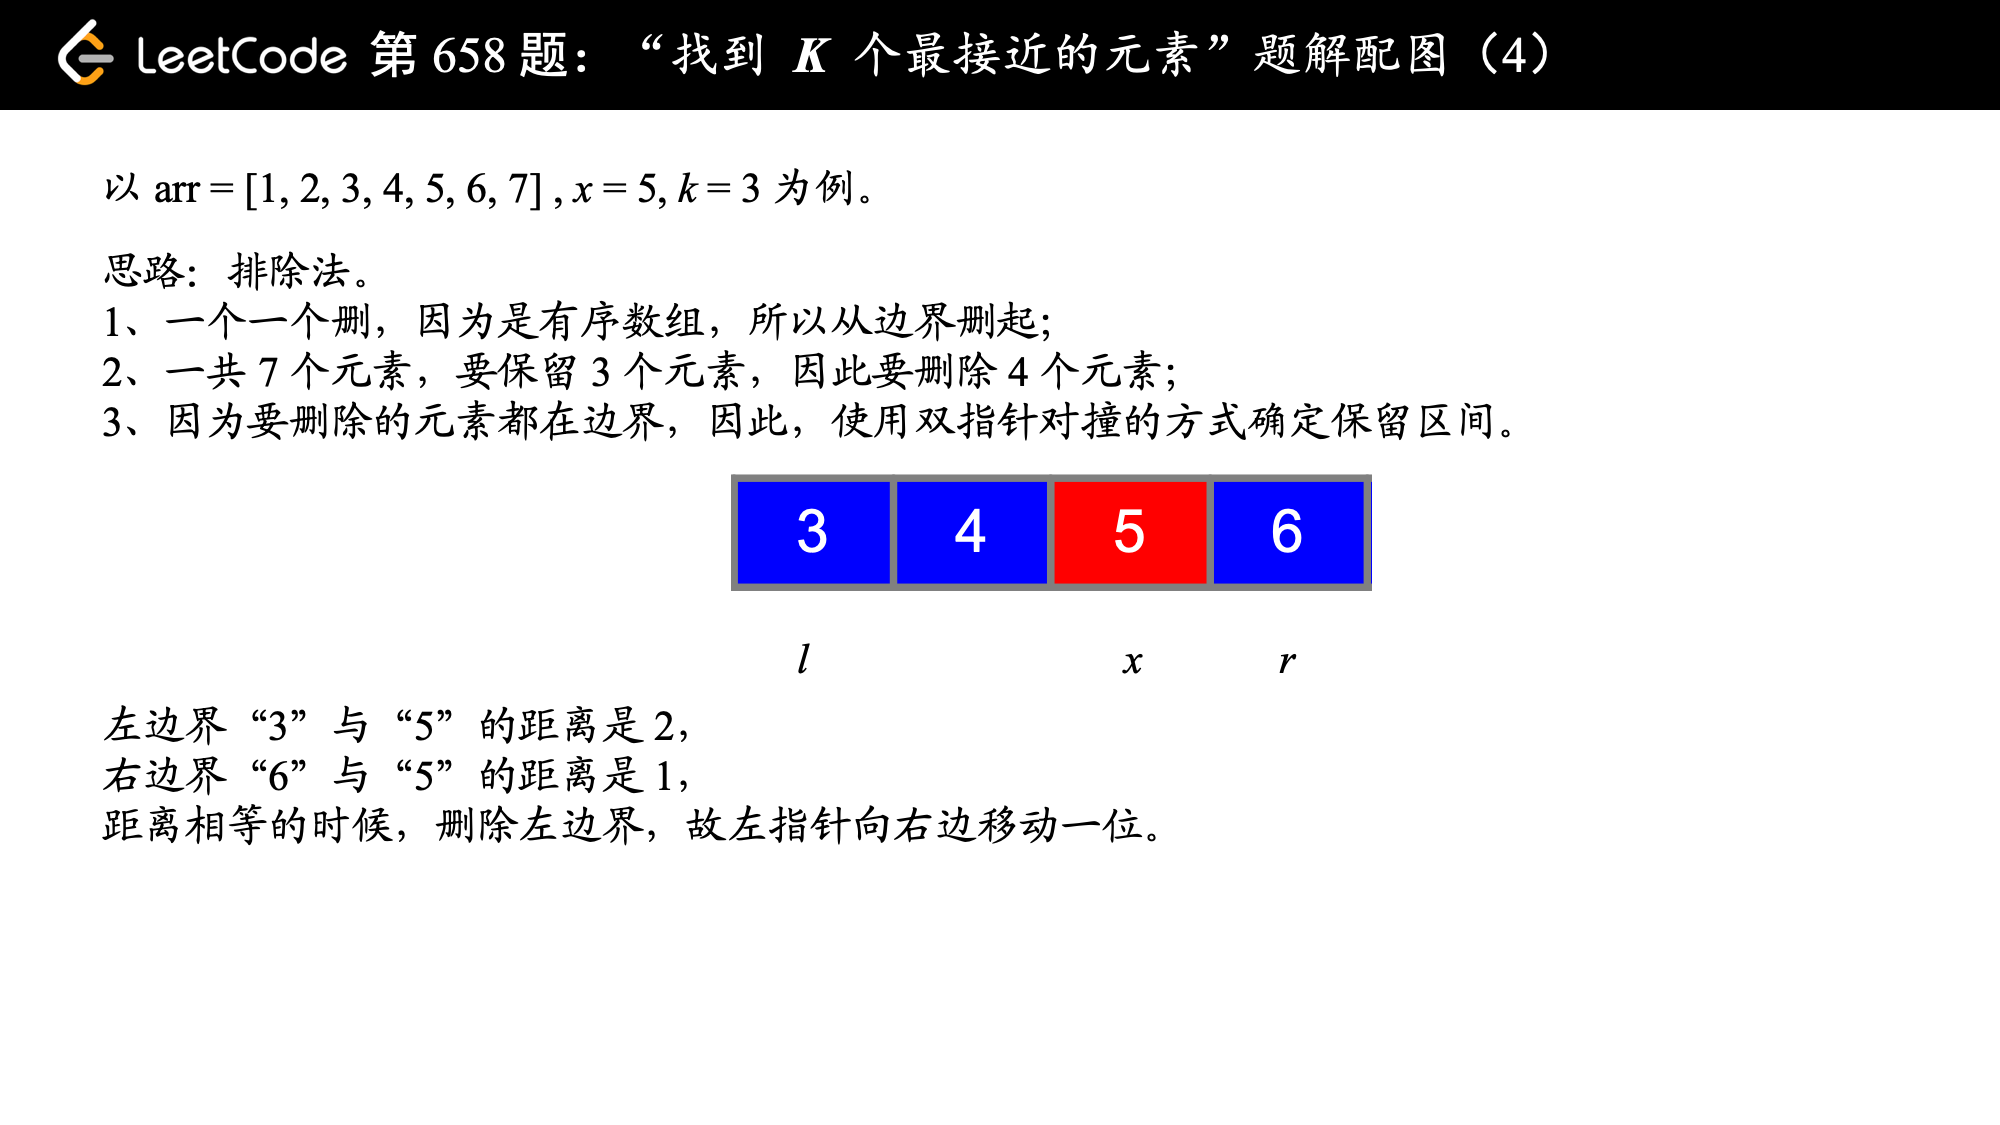 LeetCode 第 658 题：“找到 K 个最接近的元素”题解配图（4）
以 arr = [1, 2, 3, 4, 5, 6, 7] , x = 5, k = 3 为例。
思路：排除法。
1、一个一个删，因为是有序数组，所以从边界删起；
2、一共 7 个元素，要保留 3 个元素，因此要删除 4 个元素；
3、因为要删除的元素都在边界，因此，使用双指针对撞的方式确定保留区间。
3 4 5 6
l x r
左边界“3”与“5”的距离是 2，
右边界“6”与“5”的距离是 1，
距离相等的时候，删除左边界，故左指针向右边移动一位。